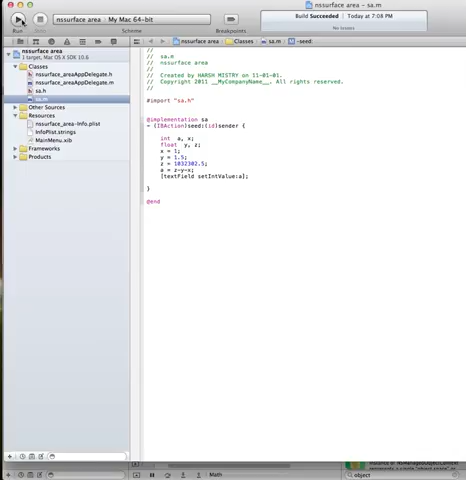 nssurface area – sa.m
nssurface area
My Mac 64-bit
Build Succeeded
Today at 7:04 PM
No Issues
Run
Scheme
Breakpoints
nssurface area
1 target, Mac OS X SDK 10.6
Classes
nssurface_areaAppDelegate.h
nssurface_areaAppDelegate.m
sa.h
sa.m
Other Sources
Resources
nssurface_area-Info.plist
InfoPlist.strings
MainMenu.xib
Frameworks
Products
nssurface area
Classes
sa.m
-seed:
//
// sa.m
// nssurface area
//
// Created by HARSH MISTRY on 11-01-01.
// Copyright 2011 __MyCompanyName__. All rights reserved.
//
#import "sa.h"
@implementation sa
- (IBAction)seed:(id)sender {
int a, x;
float y, z;
x = 1;
y = 1.5;
z = 1032302.5;
a = z-y-x;
[textField setIntValue:a];
}
@end
Math
object